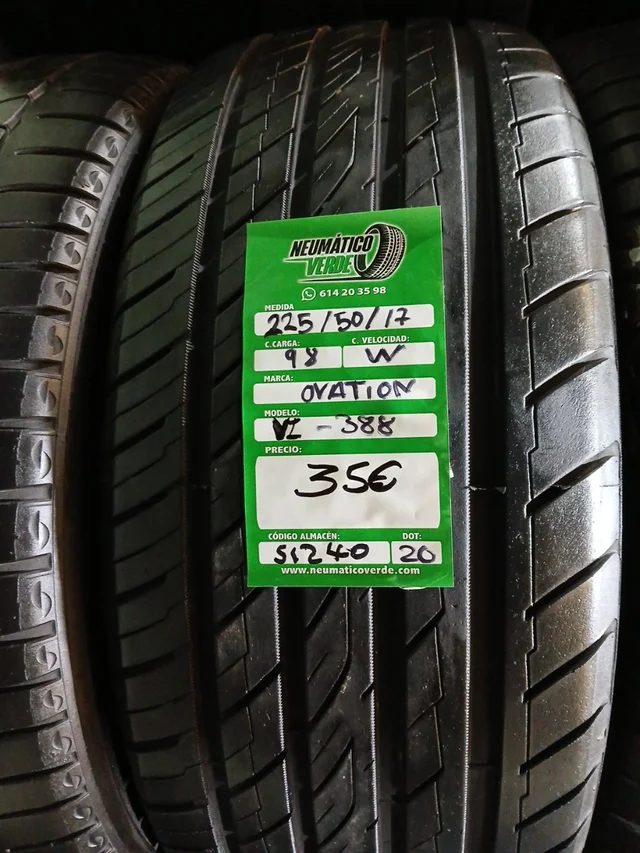 NEUMÁTICO
VERDE
614 20 35 98
MEDIDA
225/50/17
C.CARGA: C. VELOCIDAD:
98 W
MARCA:
OVATION
MODELO:
VI - 388
PRECIO:
35€
CÓDIGO ALMACÉN: DOT:
S1240 20
www.neumaticoverde.com